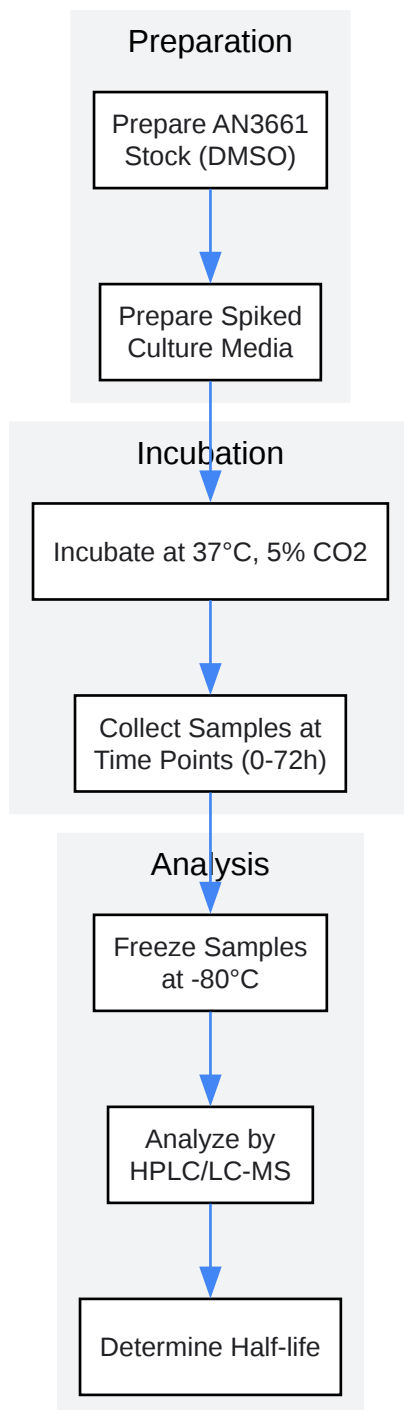 Preparation
Prepare AN3661
Stock (DMSO)
Prepare Spiked
Culture Media
Incubation
Incubate at 37°C, 5% CO2
Collect Samples at
Time Points (0-72h)
Analysis
Freeze Samples
at -80°C
Analyze by
HPLC/LC-MS
Determine Half-life